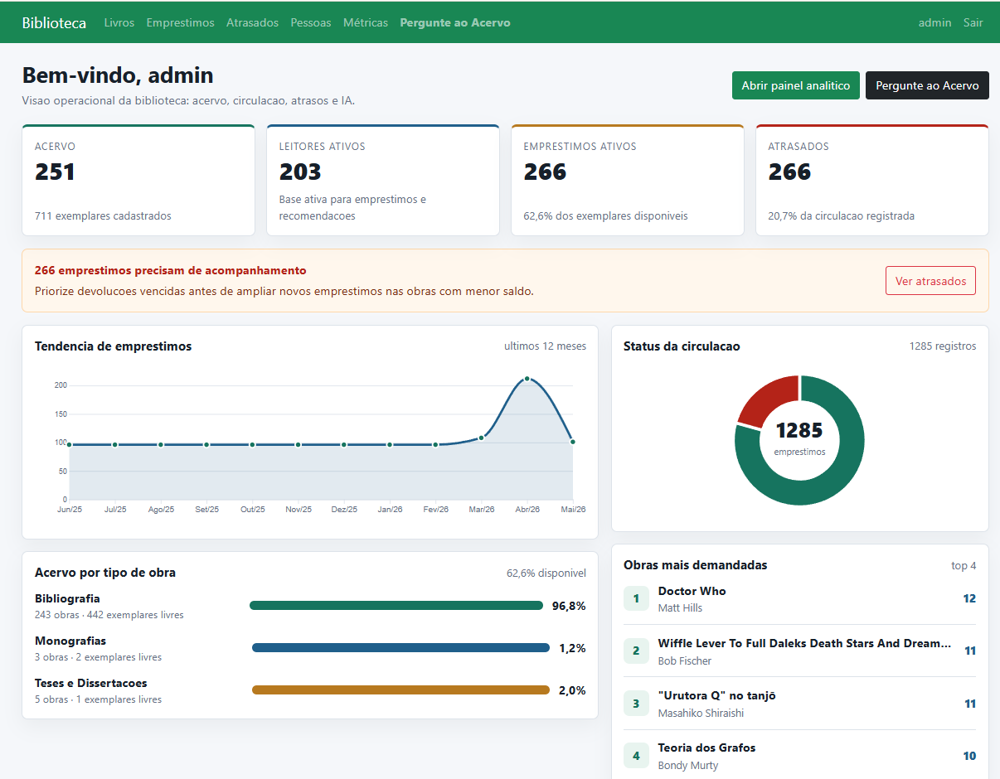 Biblioteca Livros Emprestimos Atrasados Pessoas Métricas Pergunte ao Acervo admin Sair
Bem-vindo, admin
Visao operacional da biblioteca: acervo, circulacao, atrasos e IA.
Abrir painel analitico
Pergunte ao Acervo
ACERVO
251
711 exemplares cadastrados
LEITORES ATIVOS
203
Base ativa para emprestimos e
recomendacoes
EMPRESTIMOS ATIVOS
266
62,6% dos exemplares disponiveis
ATRASADOS
266
20,7% da circulacao registrada
266 emprestimos precisam de acompanhamento
Priorize devolucoes vencidas antes de ampliar novos emprestimos nas obras com menor saldo.
Ver atrasados
Tendencia de emprestimos
ultimos 12 meses
200
150
100
50
0
Jun/25 Jul/25 Ago/25 Set/25 Out/25 Nov/25 Dez/25 Jan/26 Fev/26 Mar/26 Abr/26 Mai/26
Status da circulacao
1285 registros
1285
emprestimos
Acervo por tipo de obra
62,6% disponivel
Bibliografia
243 obras · 442 exemplares livres
96,8%
Monografias
3 obras · 2 exemplares livres
1,2%
Teses e Dissertacoes
5 obras · 1 exemplares livres
2,0%
Obras mais demandadas
top 4
1
Doctor Who
Matt Hills
12
2
Wiffle Lever To Full Daleks Death Stars And Dream...
Bob Fischer
11
3
"Urutora Q" no tanjō
Masahiko Shiraishi
11
4
Teoria dos Grafos
Bondy Murty
10